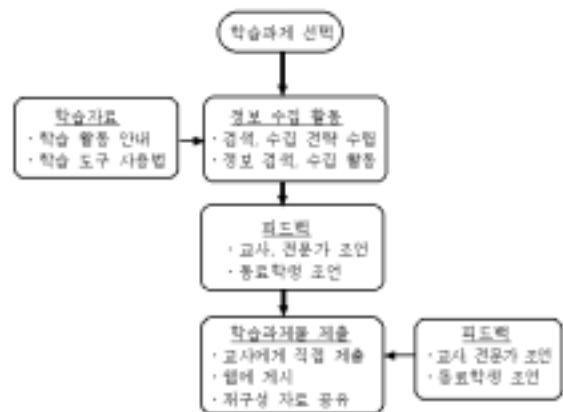 학습과제 선택
학습자료
· 학습 활동 안내
· 학습 도구 사용법
정보 수집 활동
· 검색, 수집 전략 수립
· 정보 검색, 수집 활동
피드백
· 교사, 전문가 조언
· 동료학생 조언
학습과제물 제출
· 교사에게 직접 제출
· 웹에 게시
· 재구성 자료 공유
피드백
· 교사, 전문가 조언
· 동료학생 조언